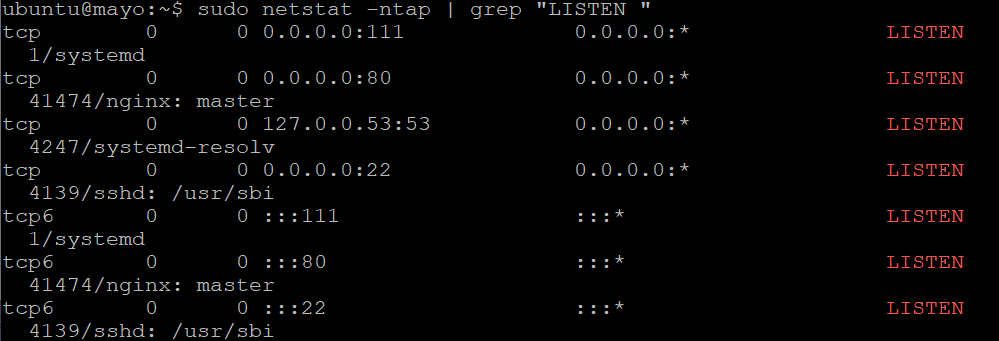 ubuntu@mayo:~$ sudo netstat -ntap | grep "LISTEN "
tcp        0      0 0.0.0.0:111             0.0.0.0:*               LISTEN
  1/systemd
tcp        0      0 0.0.0.0:80              0.0.0.0:*               LISTEN
  41474/nginx: master
tcp        0      0 127.0.0.53:53           0.0.0.0:*               LISTEN
  4247/systemd-resolv
tcp        0      0 0.0.0.0:22              0.0.0.0:*               LISTEN
  4139/sshd: /usr/sbi
tcp6       0      0 :::111                  :::*                    LISTEN
  1/systemd
tcp6       0      0 :::80                   :::*                    LISTEN
  41474/nginx: master
tcp6       0      0 :::22                   :::*                    LISTEN
  4139/sshd: /usr/sbi